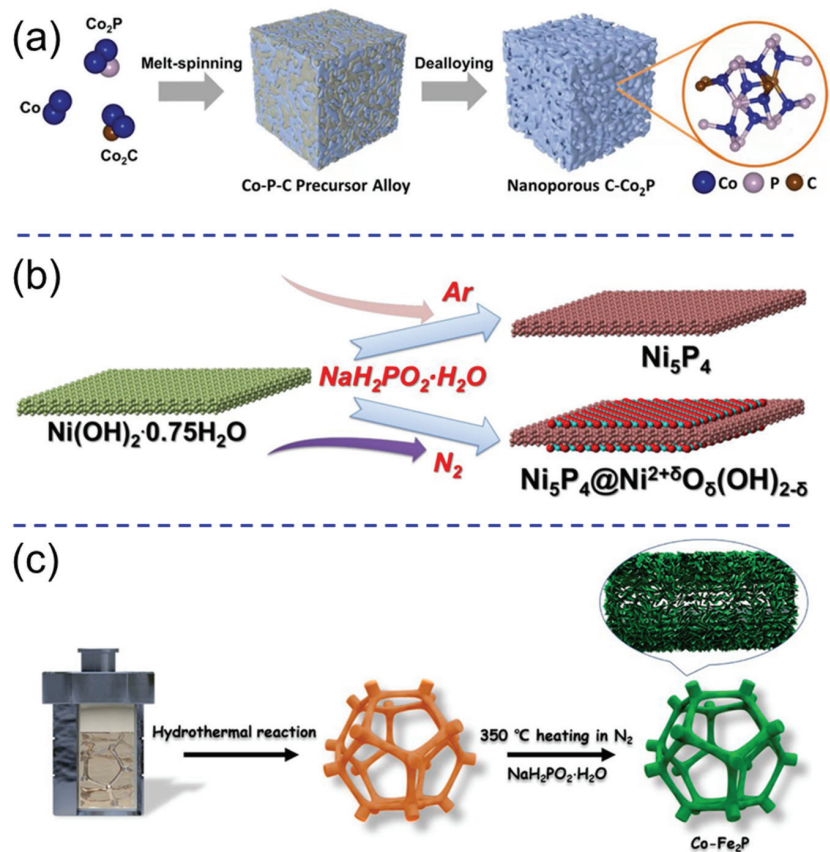 (a)
Co₂P
Co
Co₂C
Melt-spinning
Co-P-C Precursor Alloy
Dealloying
Nanoporous C-Co₂P
Co P C
(b)
Ni(OH)₂·0.75H₂O
Ar
NaH₂PO₂·H₂O
N₂
Ni₅P₄
Ni₅P₄@Ni²⁺ᵟOδ(OH)₂₋δ
(c)
Hydrothermal reaction
350 ℃ heating in N₂
NaH₂PO₂·H₂O
Co-Fe₂P